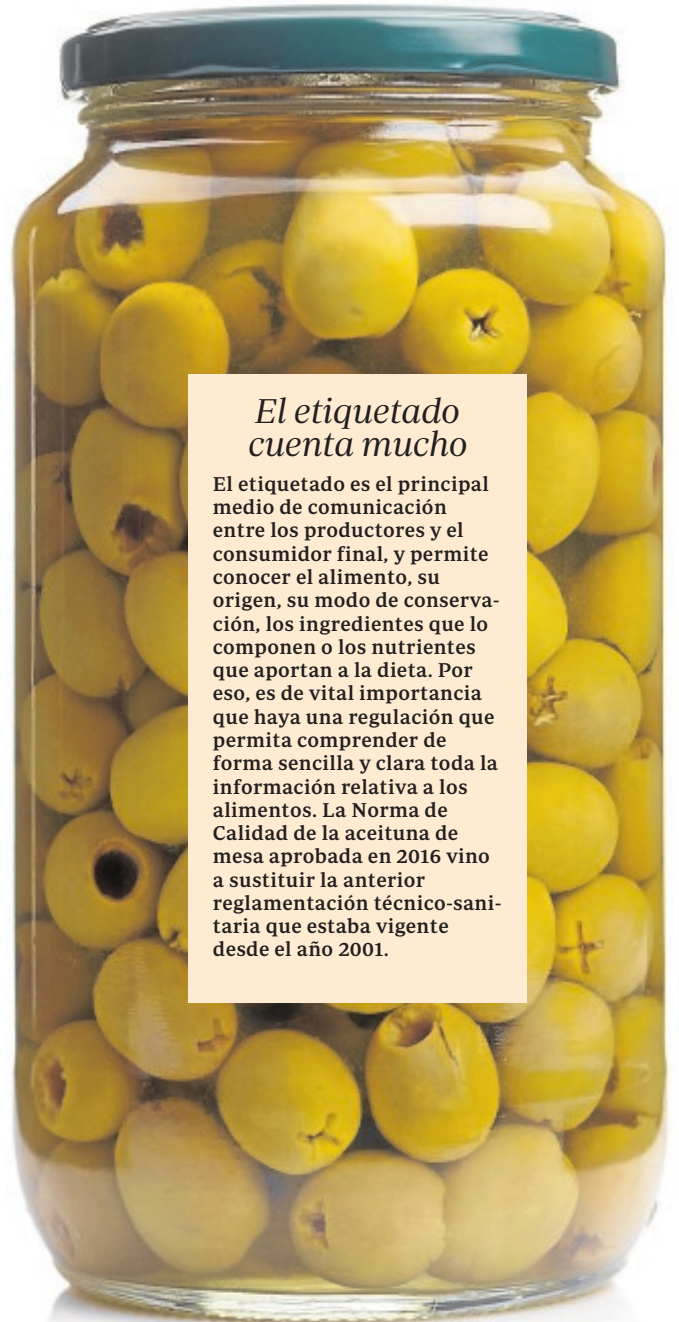 El etiquetado
cuenta mucho
El etiquetado es el principal
medio de comunicación
entre los productores y el
consumidor final, y permite
conocer el alimento, su
origen, su modo de conserva-
ción, los ingredientes que lo
componen o los nutrientes
que aportan a la dieta. Por
eso, es de vital importancia
que haya una regulación que
permita comprender de
forma sencilla y clara toda la
información relativa a los
alimentos. La Norma de
Calidad de la aceituna de
mesa aprobada en 2016 vino
a sustituir la anterior
reglamentación técnico-sani-
taria que estaba vigente
desde el año 2001.